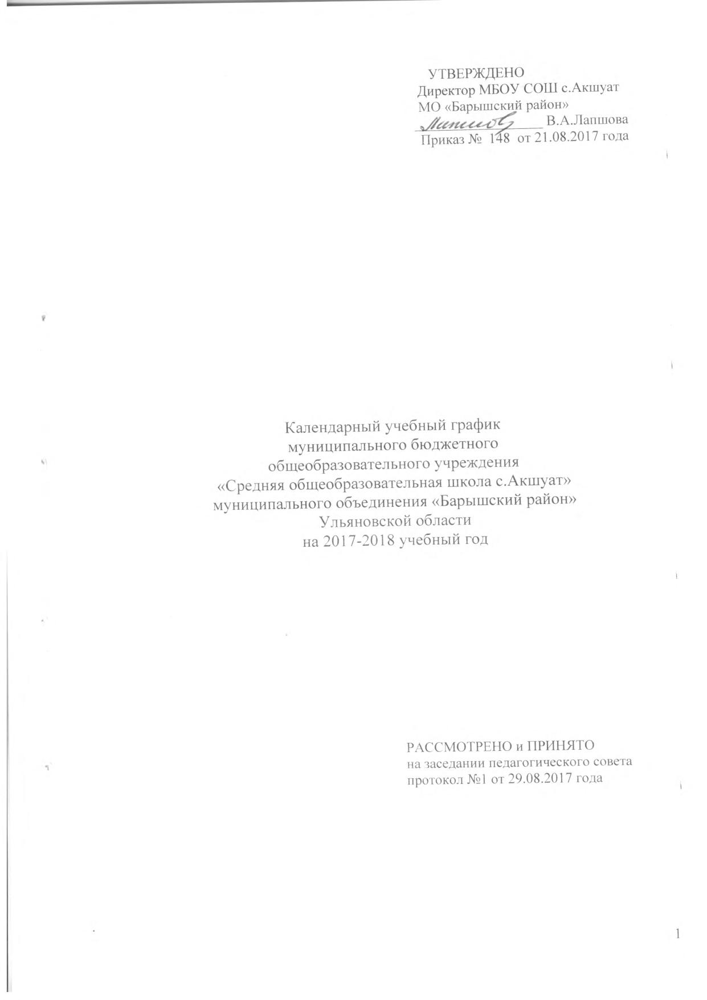 УТВЕРЖДЕНО
Директор МБОУ СОШ с.Акшуат
МО «Барышский район»
В.А.Лапшова
Приказ № 148 от 21.08.2017 года
Календарный учебный график
муниципального бюджетного
общеобразовательного учреждения
«Средняя общеобразовательная школа с.Акшуат»
муниципального объединения «Барышский район»
Ульяновской области
на 2017-2018 учебный год
РАССМОТРЕНО и ПРИНЯТО
на заседании педагогического совета
протокол №1 от 29.08.2017 года
1